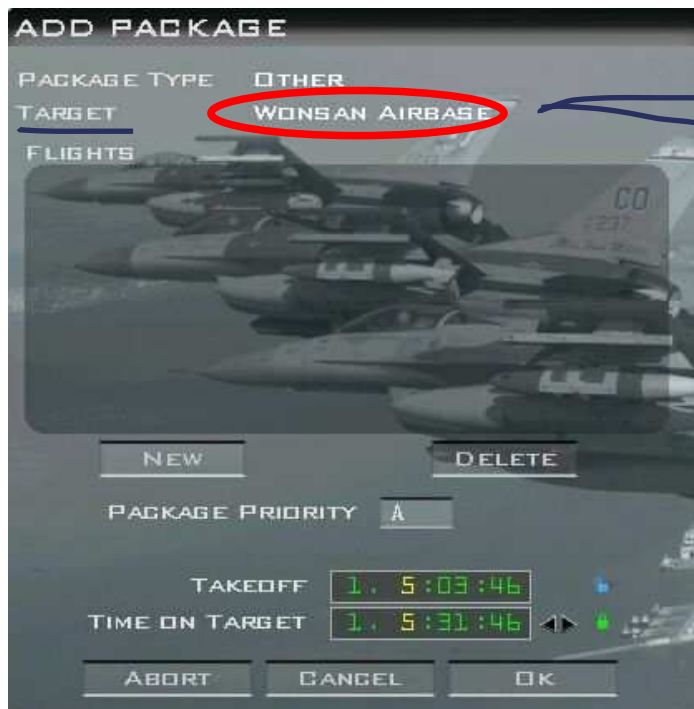 ADD PACKAGE
PACKAGE TYPE OTHER
TARGET WONSAN AIRBASE
FLIGHTS
CO
NEW DELETE
PACKAGE PRIORITY A
TAKEOFF 1. 5:03:46
TIME ON TARGET 1. 5:31:46
ABORT CANCEL OK